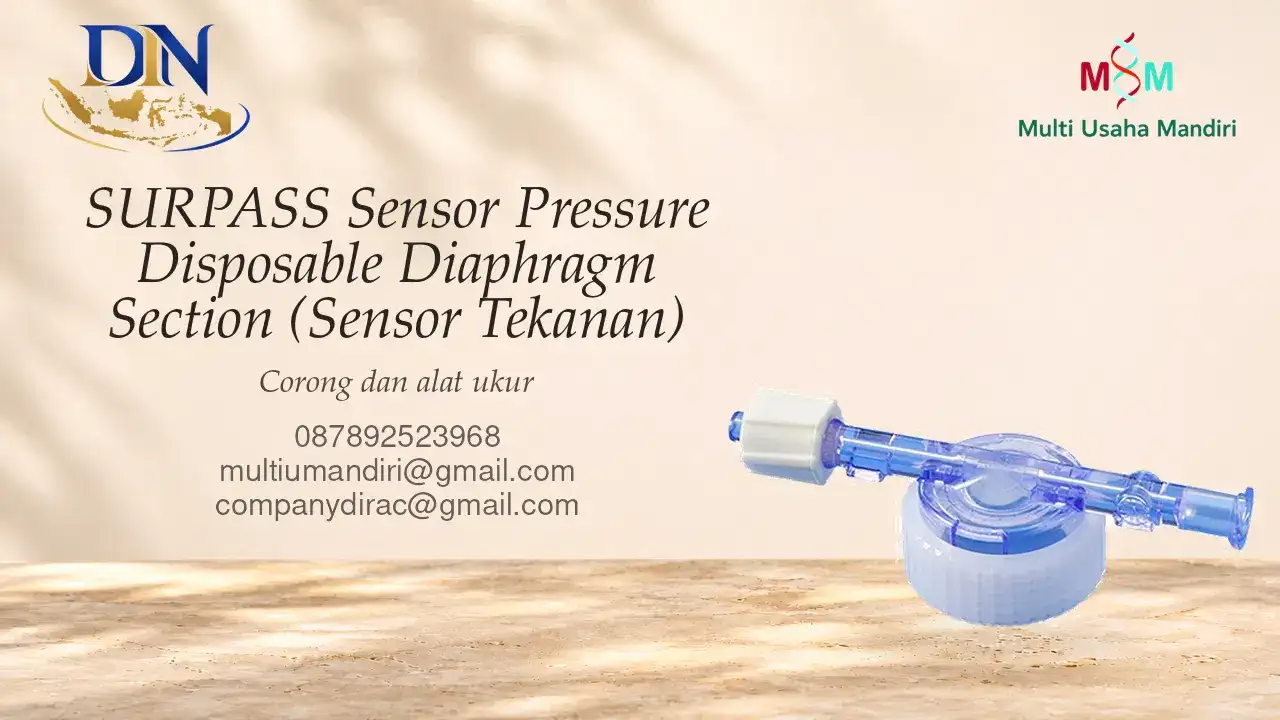 DIN
MSM
Multi Usaha Mandiri
SURPASS Sensor Pressure
Disposable Diaphragm
Section (Sensor Tekanan)
Corong dan alat ukur
087892523968
multiumandiri@gmail.com
companydirac@gmail.com